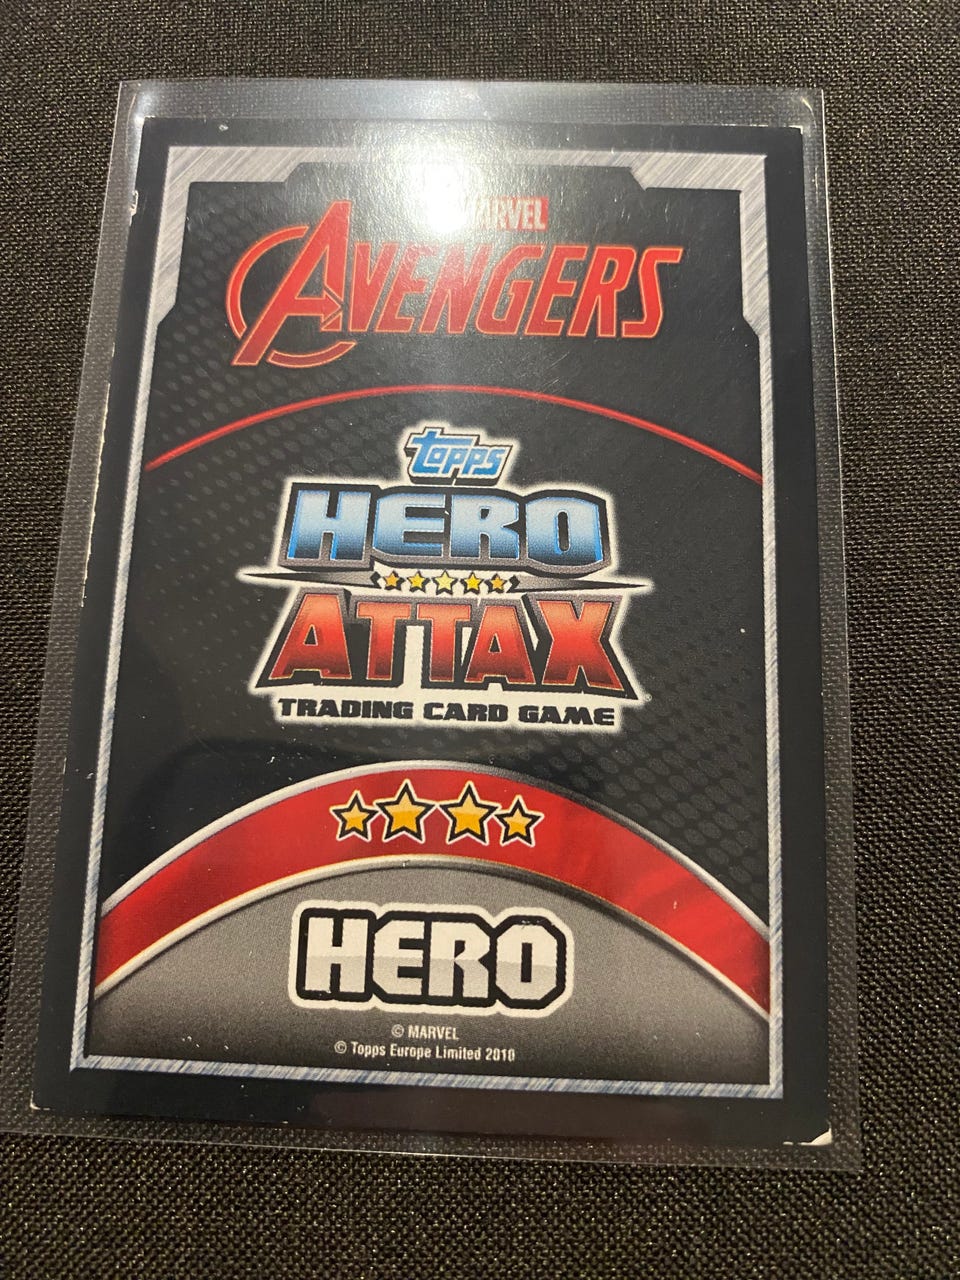 MARVEL
AVENGERS
topps
HERO
ATTAX
TRADING CARD GAME
HERO
© MARVEL
© Topps Europe Limited 2010